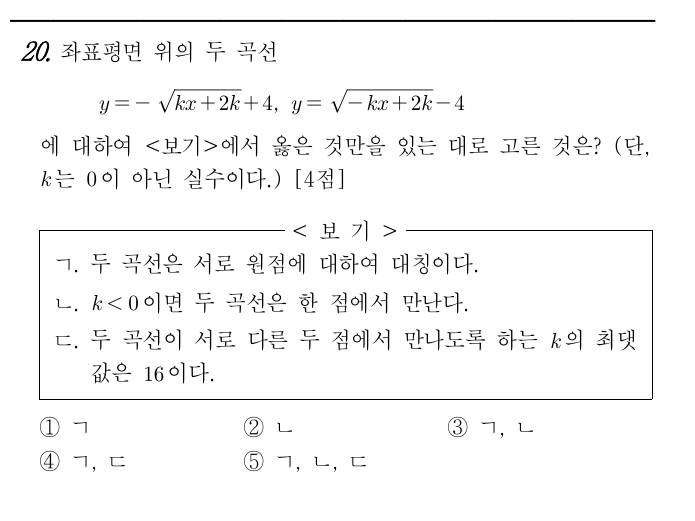 20. 좌표평면 위의 두 곡선
y=-√(kx+2k)+4, y=√(-kx+2k)-4
에 대하여 <보기>에서 옳은 것만을 있는 대로 고른 것은? (단,
k는 0이 아닌 실수이다.) [4점]
< 보 기 >
ㄱ. 두 곡선은 서로 원점에 대하여 대칭이다.
ㄴ. k<0이면 두 곡선은 한 점에서 만난다.
ㄷ. 두 곡선이 서로 다른 두 점에서 만나도록 하는 k의 최댓
값은 16이다.
① ㄱ ② ㄴ ③ ㄱ, ㄴ
④ ㄱ, ㄷ ⑤ ㄱ, ㄴ, ㄷ